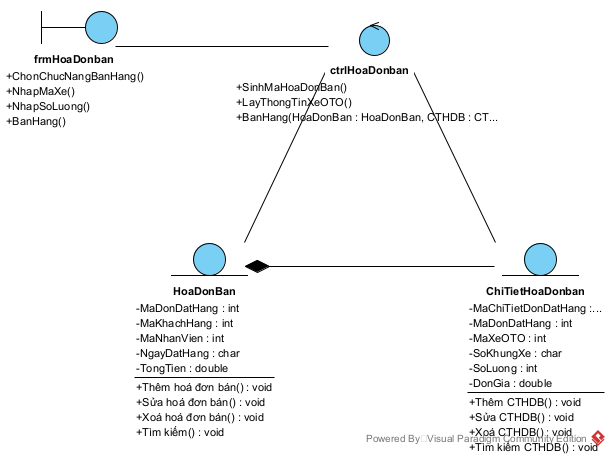 frmHoaDonban
+ChonChucNangBanHang()
+NhapMaXe()
+NhapSoLuong()
+BanHang()
ctrlHoaDonban
+SinhMaHoaDonBan()
+LayThongTinXeOTO()
+BanHang(HoaDonBan : HoaDonBan, CTHDB : CT...
HoaDonBan
-MaDonDatHang : int
-MaKhachHang : int
-MaNhanVien : int
-NgayDatHang : char
-TongTien : double
+Thêm hoá đơn bán() : void
+Sửa hoá đơn bán() : void
+Xoá hoá đơn bán() : void
+Tìm kiếm() : void
ChiTietHoaDonban
-MaChiTietDonDatHang :...
-MaDonDatHang : int
-MaXeOTO : int
-SoKhungXe : char
-SoLuong : int
-DonGia : double
+Thêm CTHDB() : void
+Sửa CTHDB() : void
+Xoá CTHDB() : void
+Tìm kiếm CTHDB() : void
Powered By Visual Paradigm Community Edition